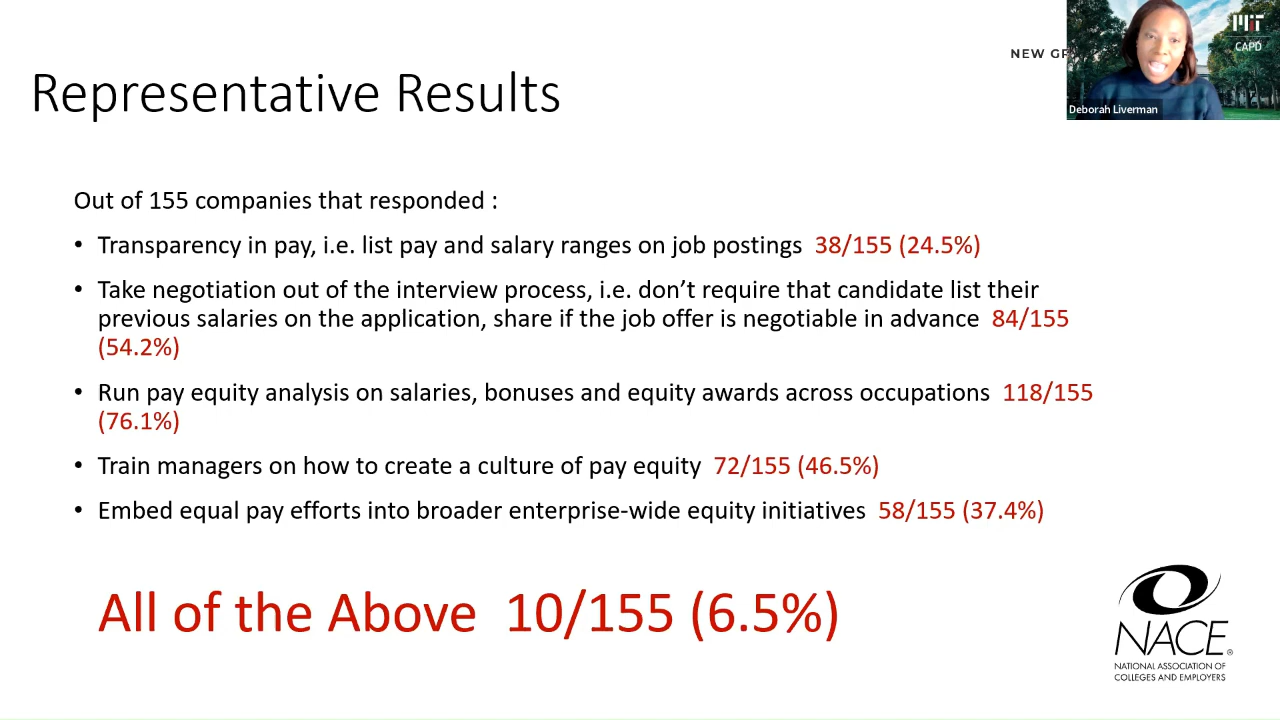 Representative Results
NEW
MIT
CAPD
Deborah Liverman
Out of 155 companies that responded :
• Transparency in pay, i.e. list pay and salary ranges on job postings 38/155 (24.5%)
• Take negotiation out of the interview process, i.e. don’t require that candidate list their
previous salaries on the application, share if the job offer is negotiable in advance 84/155
(54.2%)
• Run pay equity analysis on salaries, bonuses and equity awards across occupations 118/155
(76.1%)
• Train managers on how to create a culture of pay equity 72/155 (46.5%)
• Embed equal pay efforts into broader enterprise-wide equity initiatives 58/155 (37.4%)
All of the Above 10/155 (6.5%)
NACE®
NATIONAL ASSOCIATION OF
COLLEGES AND EMPLOYERS